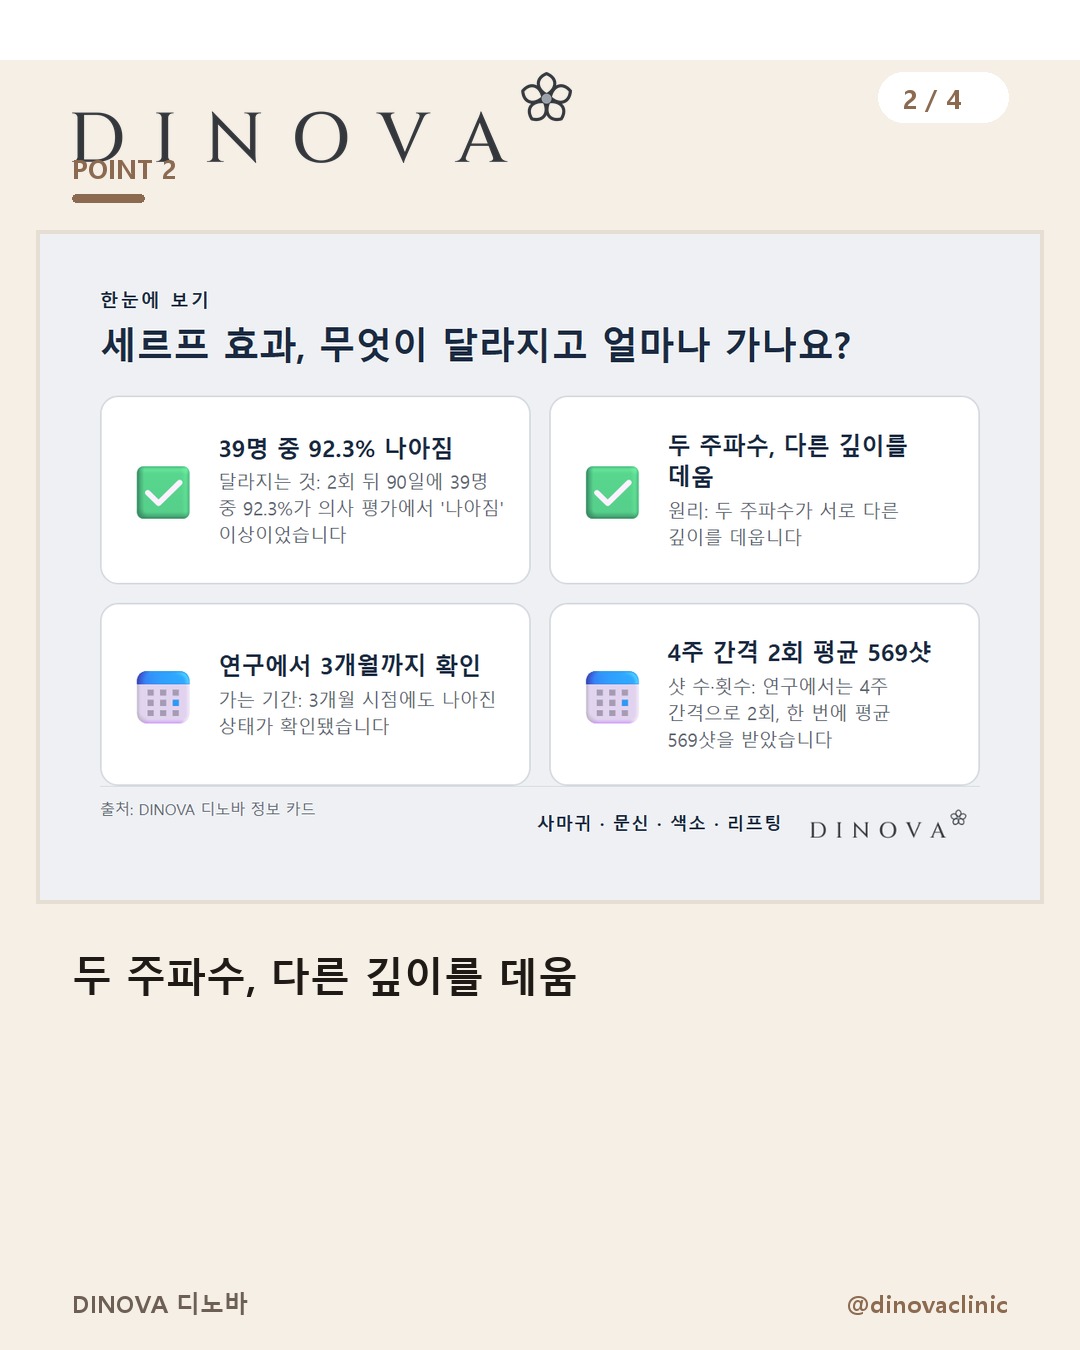 DINOVA
2 / 4
POINT 2
한눈에 보기
세르프 효과, 무엇이 달라지고 얼마나 가나요?
39명 중 92.3% 나아짐
달라지는 것: 2회 뒤 90일에 39명
중 92.3%가 의사 평가에서 '나아짐'
이상이었습니다
두 주파수, 다른 깊이를
데움
원리: 두 주파수가 서로 다른
깊이를 데웁니다
연구에서 3개월까지 확인
가는 기간: 3개월 시점에도 나아진
상태가 확인됐습니다
4주 간격 2회 평균 569샷
샷 수·횟수: 연구에서는 4주
간격으로 2회, 한 번에 평균
569샷을 받았습니다
출처: DINOVA 디노바 정보 카드
사마귀 · 문신 · 색소 · 리프팅
DINOVA
두 주파수, 다른 깊이를 데움
DINOVA 디노바
@dinovaclinic